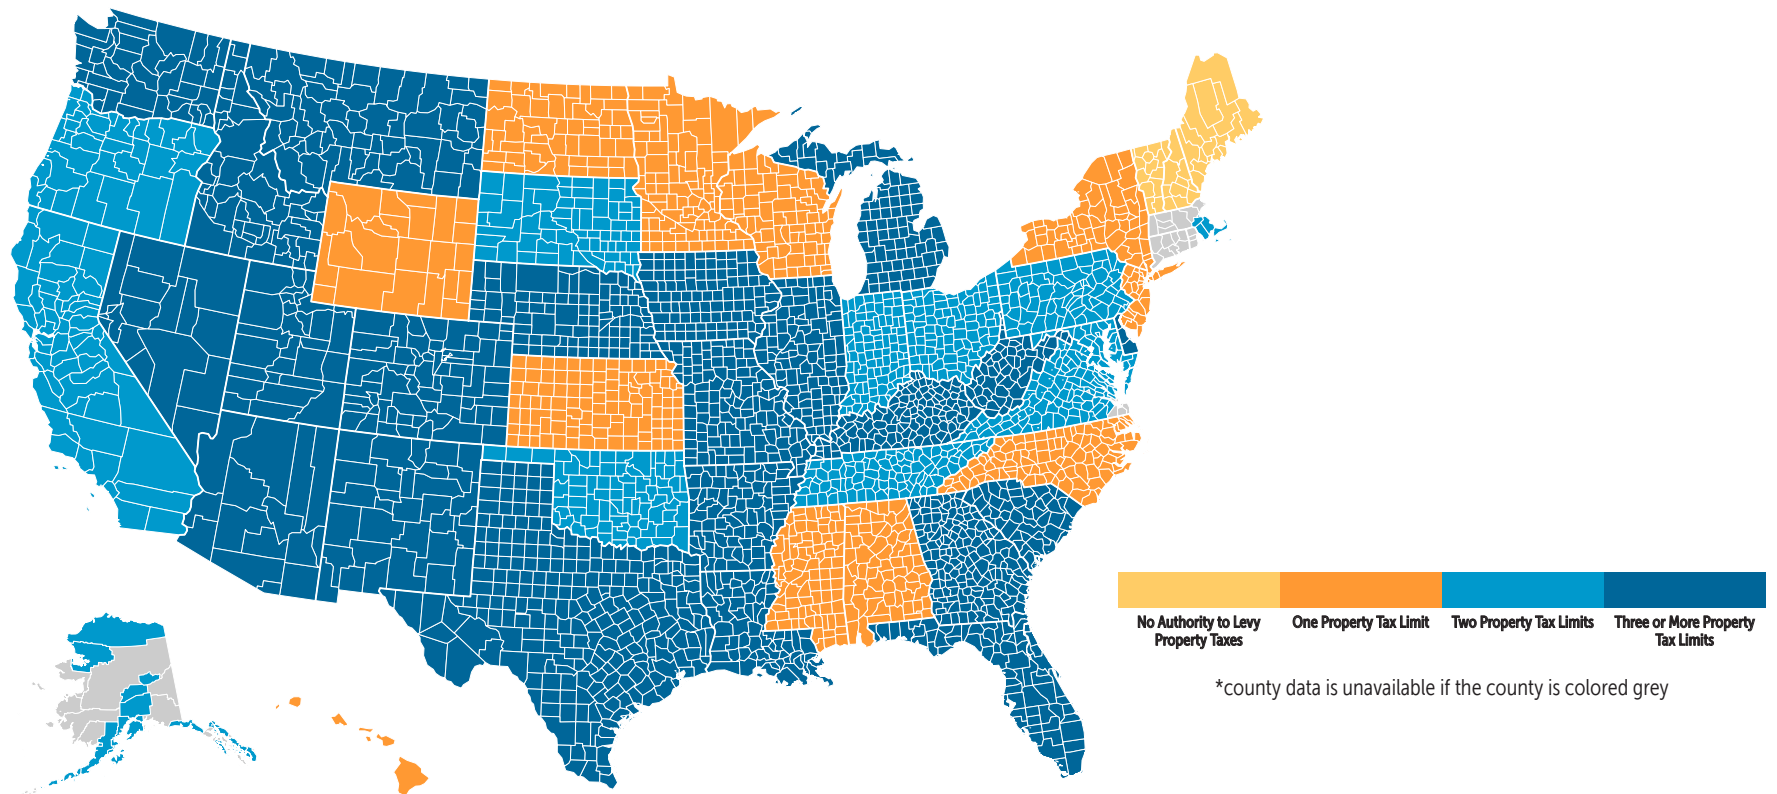 No Authority to Levy
Property Taxes
One Property Tax Limit
Two Property Tax Limits
Three or More Property
Tax Limits
*county data is unavailable if the county is colored grey